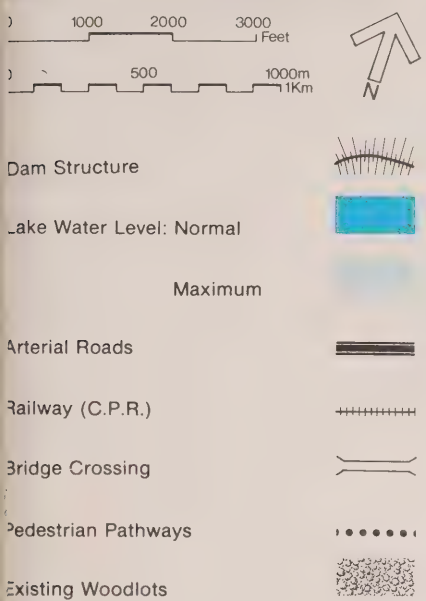 1000 2000 3000
Feet
500 1000m
1Km
N
Dam Structure
Lake Water Level: Normal
Maximum
Arterial Roads
Railway (C.P.R.)
Bridge Crossing
Pedestrian Pathways
Existing Woodlots